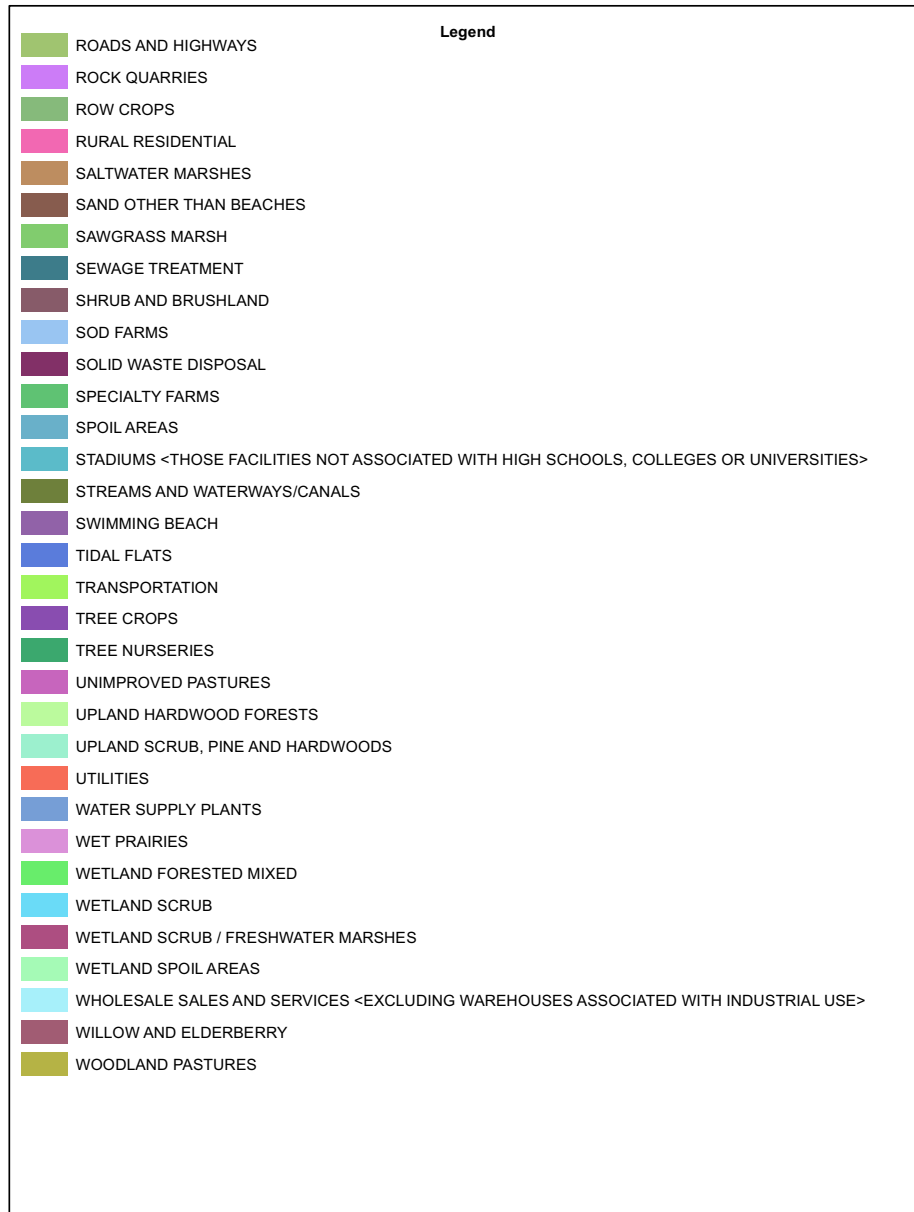 Legend
ROADS AND HIGHWAYS
ROCK QUARRIES
ROW CROPS
RURAL RESIDENTIAL
SALTWATER MARSHES
SAND OTHER THAN BEACHES
SAWGRASS MARSH
SEWAGE TREATMENT
SHRUB AND BRUSHLAND
SOD FARMS
SOLID WASTE DISPOSAL
SPECIALTY FARMS
SPOIL AREAS
STADIUMS <THOSE FACILITIES NOT ASSOCIATED WITH HIGH SCHOOLS, COLLEGES OR UNIVERSITIES>
STREAMS AND WATERWAYS/CANALS
SWIMMING BEACH
TIDAL FLATS
TRANSPORTATION
TREE CROPS
TREE NURSERIES
UNIMPROVED PASTURES
UPLAND HARDWOOD FORESTS
UPLAND SCRUB, PINE AND HARDWOODS
UTILITIES
WATER SUPPLY PLANTS
WET PRAIRIES
WETLAND FORESTED MIXED
WETLAND SCRUB
WETLAND SCRUB / FRESHWATER MARSHES
WETLAND SPOIL AREAS
WHOLESALE SALES AND SERVICES <EXCLUDING WAREHOUSES ASSOCIATED WITH INDUSTRIAL USE>
WILLOW AND ELDERBERRY
WOODLAND PASTURES